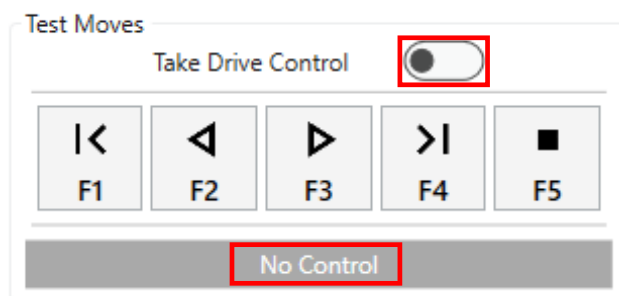 Test Moves
Take Drive Control
F1 F2 F3 F4 F5
No Control